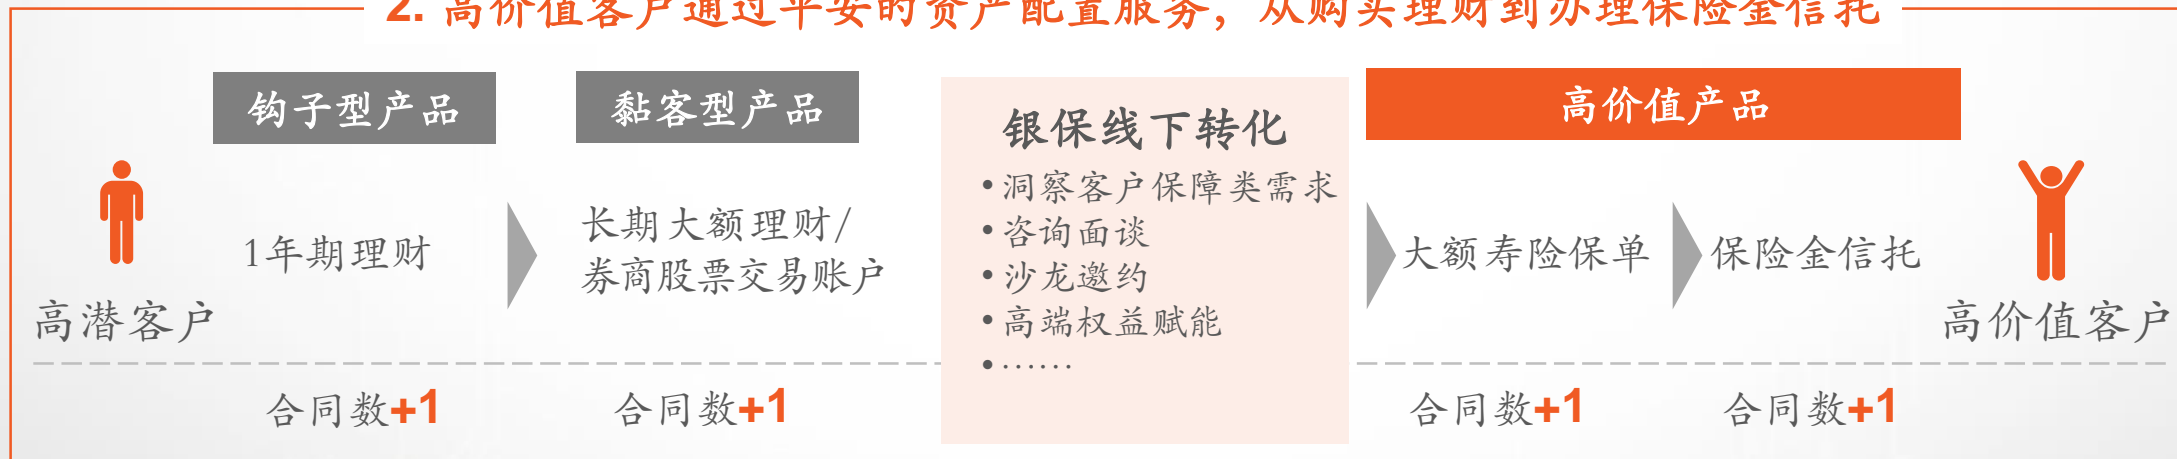 2. 高价值客户通过平安的资产配置服务，从购买理财到办理保险金信托
钩子型产品
黏客型产品
银保线下转化
高价值产品
•洞察客户保障类需求
•咨询面谈
•沙龙邀约
•高端权益赋能
•……
1年期理财
长期大额理财/
券商股票交易账户
大额寿险保单
保险金信托
高潜客户
高价值客户
合同数+1
合同数+1
合同数+1
合同数+1